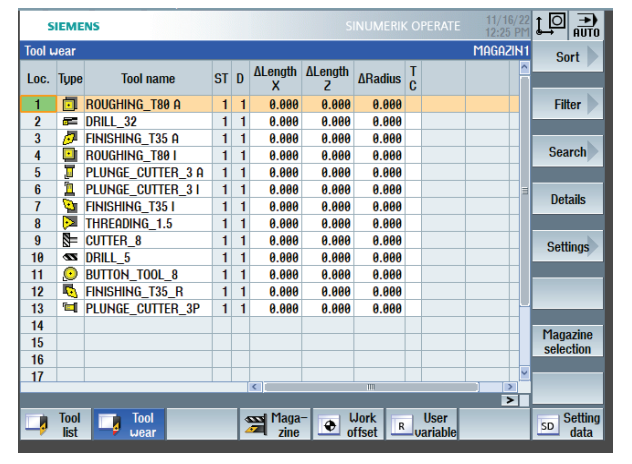 SIEMENS
SINUMERIK OPERATE
11/16/22
12:25 PM
AUTO
Tool wear
MAGAZIN1
Loc. Type Tool name ST D ΔLength X ΔLength Z ΔRadius T C
1 ROUGHING_T80 A 1 1 0.000 0.000 0.000
2 DRILL_32 1 1 0.000 0.000 0.000
3 FINISHING_T35 A 1 1 0.000 0.000 0.000
4 ROUGHING_T80 I 1 1 0.000 0.000 0.000
5 PLUNGE_CUTTER_3 A 1 1 0.000 0.000 0.000
6 PLUNGE_CUTTER_3 I 1 1 0.000 0.000 0.000
7 FINISHING_T35 I 1 1 0.000 0.000 0.000
8 THREADING_1.5 1 1 0.000 0.000 0.000
9 CUTTER_8 1 1 0.000 0.000 0.000
10 DRILL_5 1 1 0.000 0.000 0.000
11 BUTTON_TOOL_8 1 1 0.000 0.000 0.000
12 FINISHING_T35_R 1 1 0.000 0.000 0.000
13 PLUNGE_CUTTER_3P 1 1 0.000 0.000 0.000
14
15
16
17
Sort
Filter
Search
Details
Settings
Magazine
selection
Tool
list
Tool
wear
Maga-
zine
Work
offset
R
User
variable
SD
Setting
data